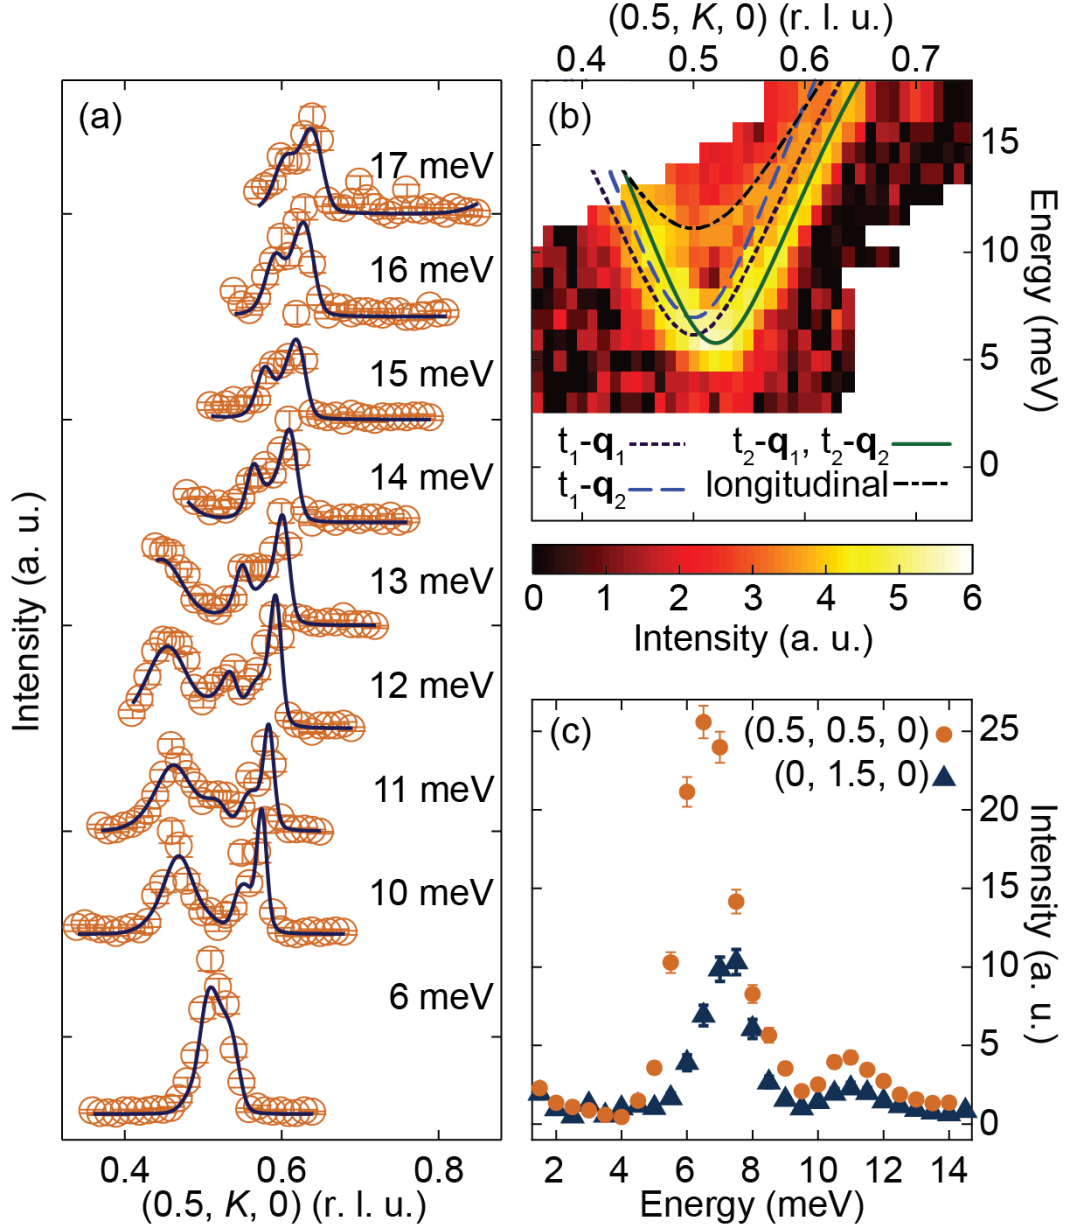 (0.5, K, 0) (r. l. u.)
0.4 0.5 0.6 0.7
(a)
17 meV
16 meV
15 meV
14 meV
13 meV
12 meV
11 meV
10 meV
6 meV
Intensity (a. u.)
0.4 0.6 0.8
(0.5, K, 0) (r. l. u.)
(b)
15
10
5
0
Energy (meV)
t1-q1
t2-q1, t2-q2
t1-q2
longitudinal
0 1 2 3 4 5 6
Intensity (a. u.)
(c)
(0.5, 0.5, 0)
(0, 1.5, 0)
25
20
15
10
5
0
Intensity (a. u.)
2 4 6 8 10 12 14
Energy (meV)